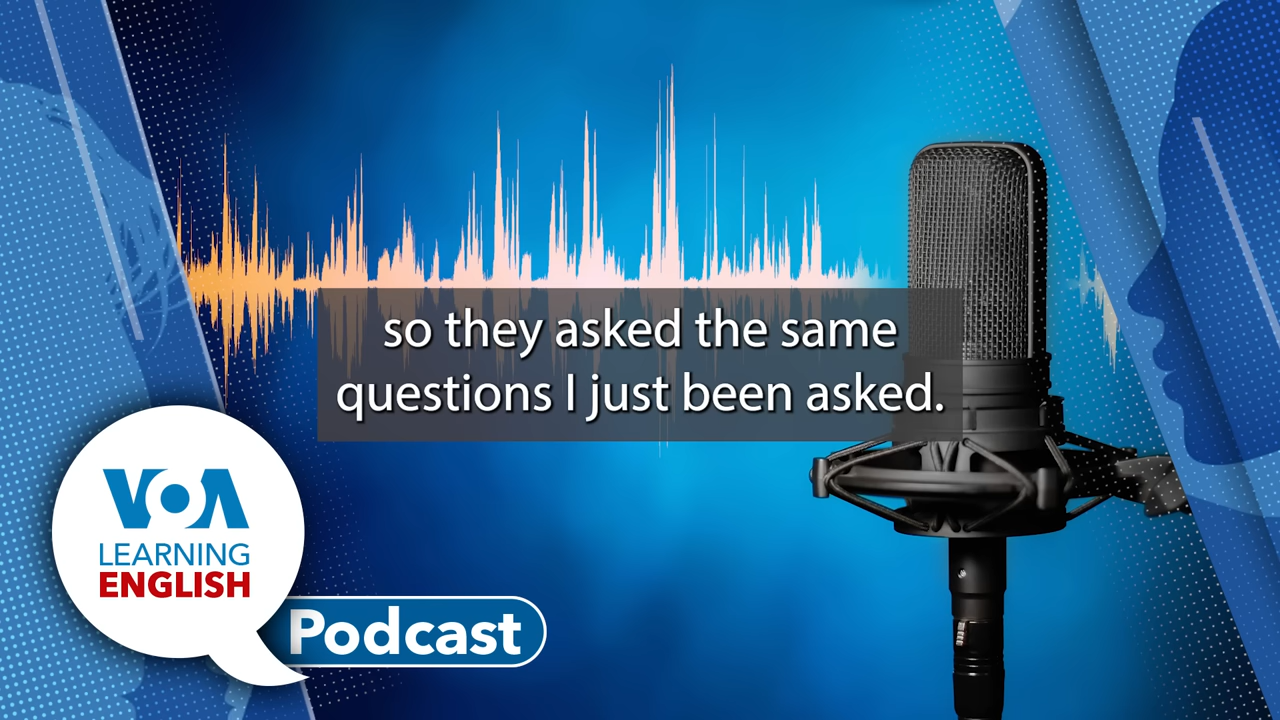 so they asked the same
questions I just been asked.
VOA
LEARNING
ENGLISH
Podcast